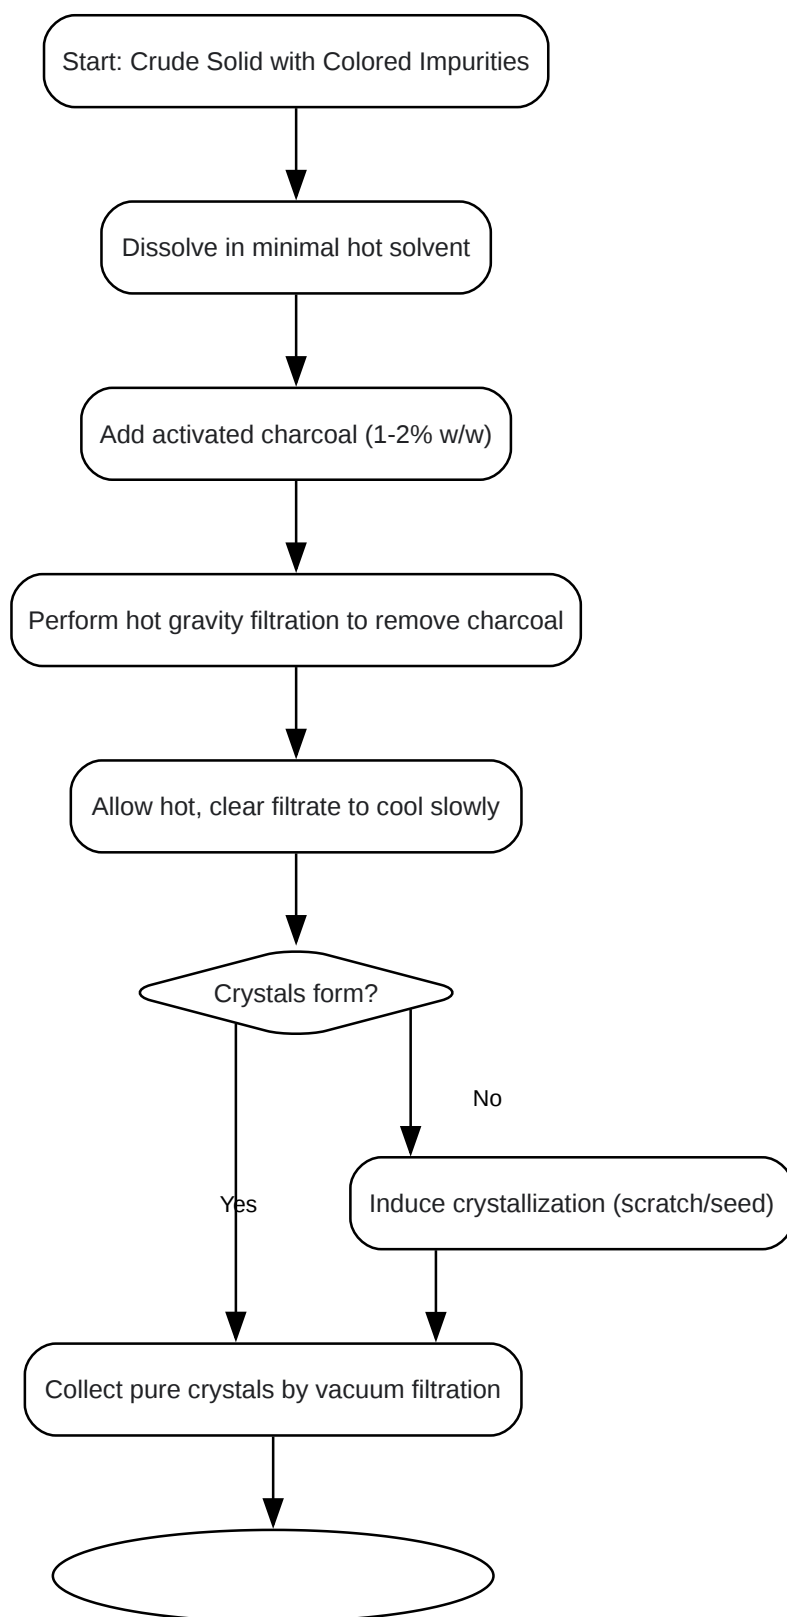 Start: Crude Solid with Colored Impurities
Dissolve in minimal hot solvent
Add activated charcoal (1-2% w/w)
Perform hot gravity filtration to remove charcoal
Allow hot, clear filtrate to cool slowly
Crystals form?
No
Yes
Induce crystallization (scratch/seed)
Collect pure crystals by vacuum filtration